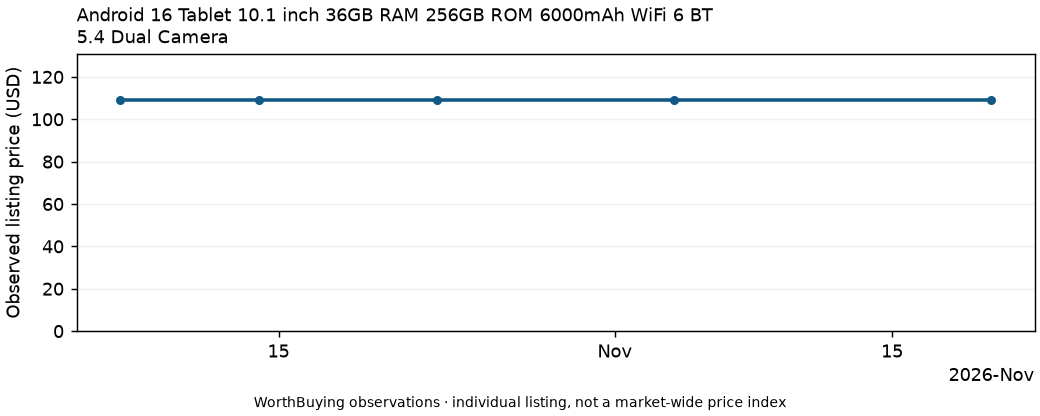 Android 16 Tablet 10.1 inch 36GB RAM 256GB ROM 6000mAh WiFi 6 BT
5.4 Dual Camera
Observed listing price (USD)
120
100
80
60
40
20
0
15
Nov
15
2026-Nov
WorthBuying observations · individual listing, not a market-wide price index